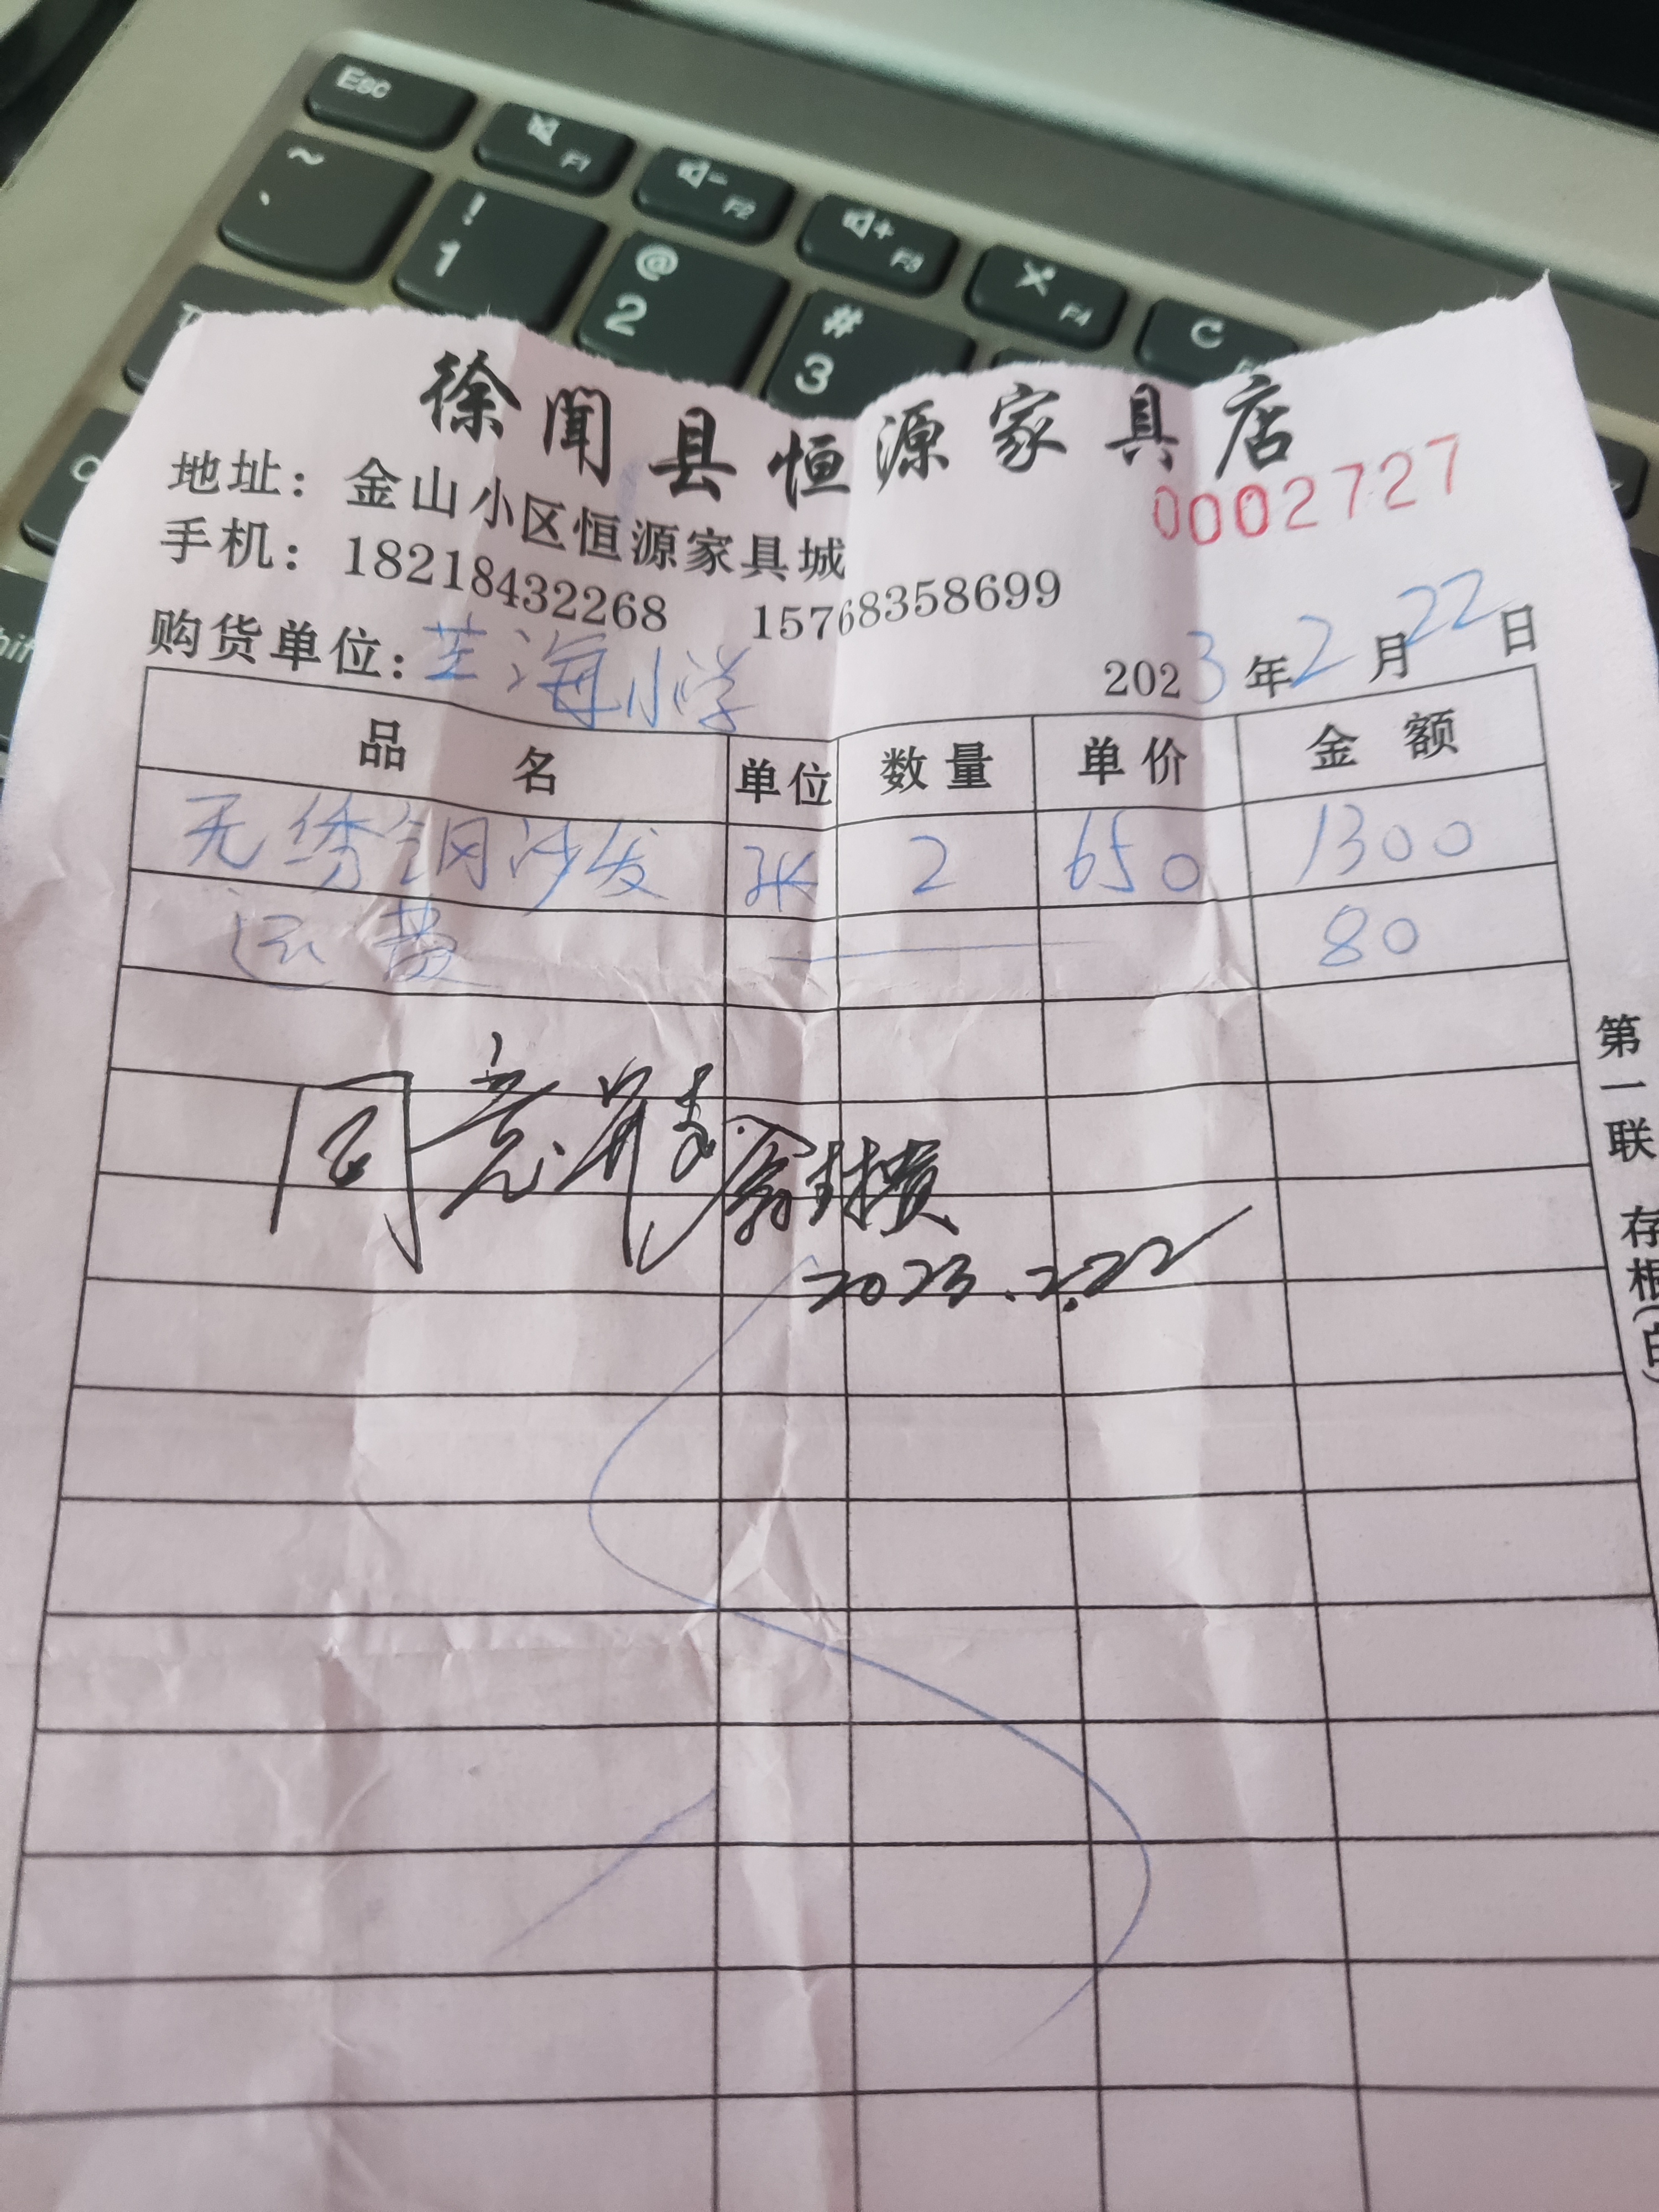 Esc
F1
F2
F3
F4
~
!
1
@
2
#
3
C
徐闻县恒源家具店
0002727
地址：金山小区恒源家具城
手机：18218432268 15768358699
购货单位：芏海小学 2023年2月22日
品名 单位 数量 单价 金额
无绣钢沙发 张 2 650 1300
运费 80
同意开支
2023.2.22
第一联 存根(白)